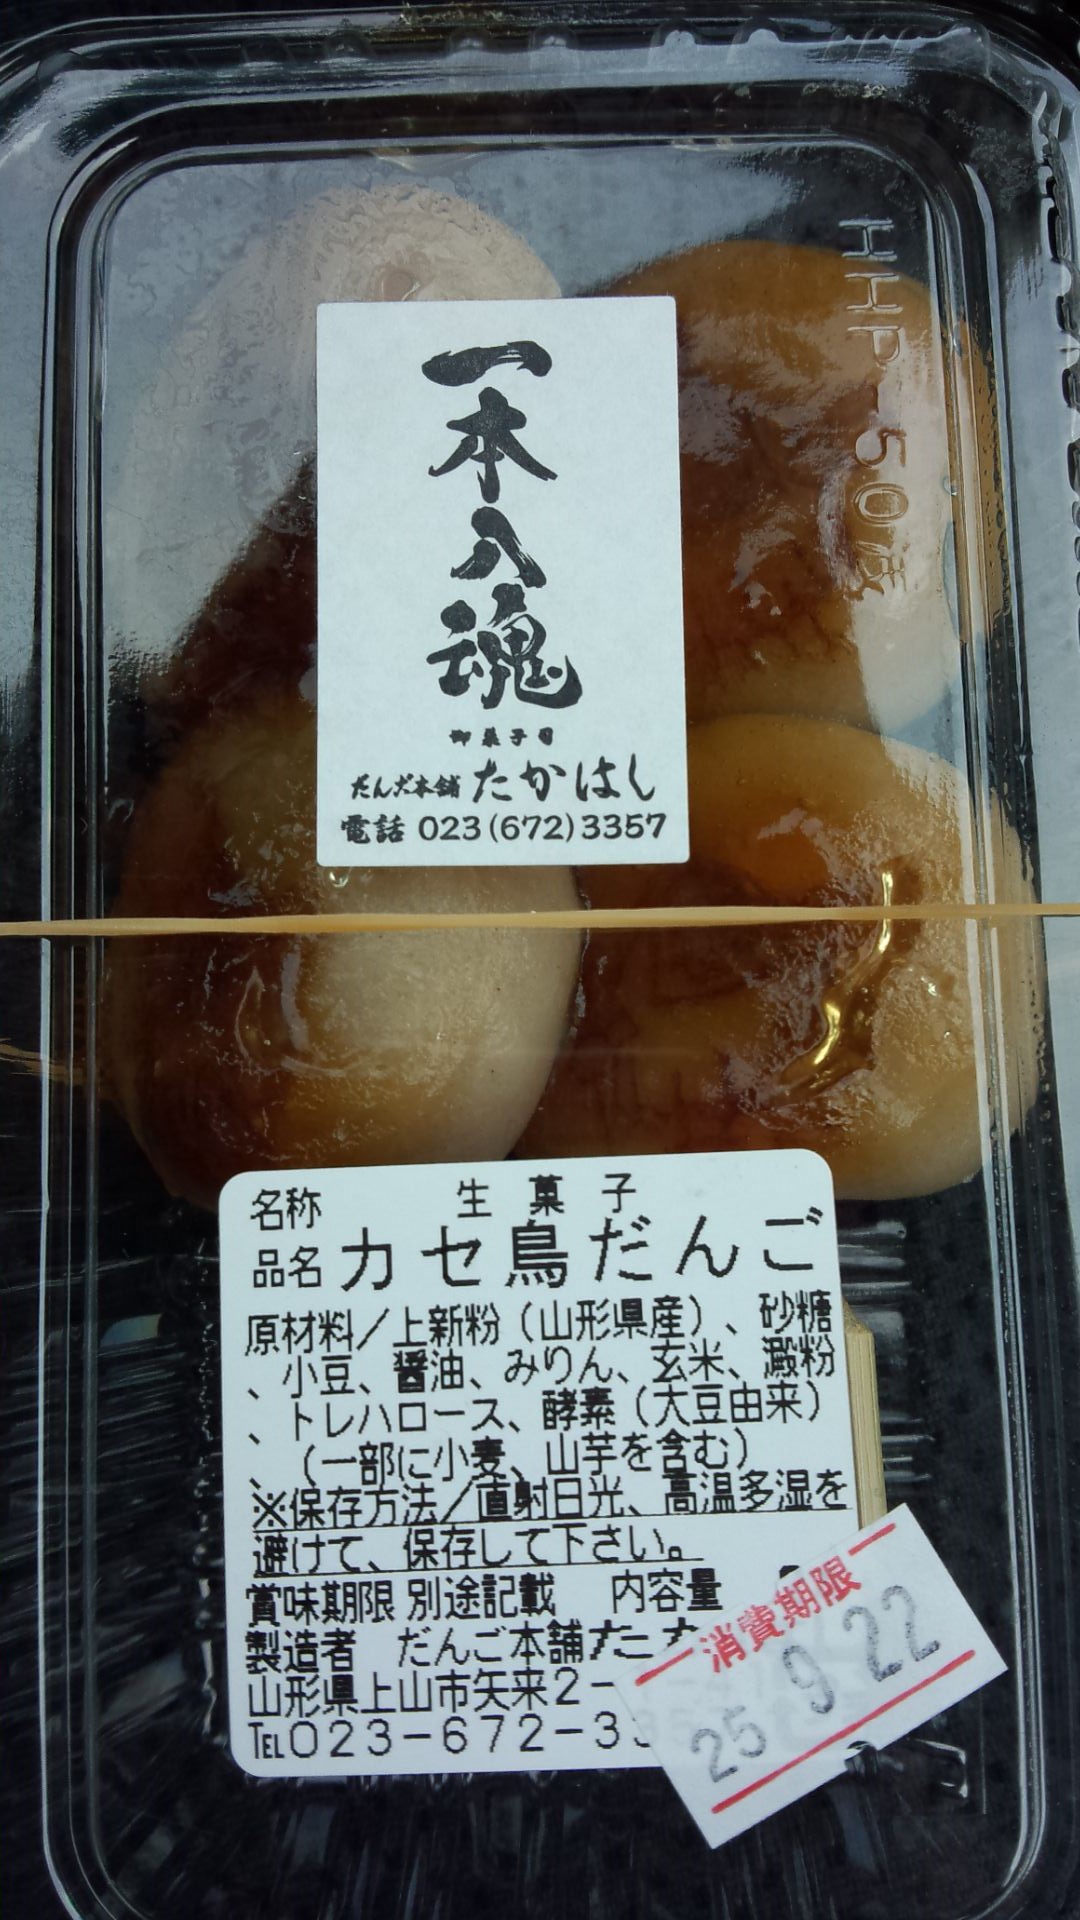 HHP-50
一本入魂
御菓子司
だんご本舗 たかはし
電話 023(672)3357
名称 生菓子
品名 カセ鳥だんご
原材料/上新粉(山形県産)、砂糖
、小豆、醤油、みりん、玄米、澱粉
、トレハロース、酵素(大豆由来)
、(一部に小麦、山芋を含む)
※保存方法/直射日光、高温多湿を
避けて、保存して下さい。
賞味期限 別途記載 内容量
製造者 だんご本舗たか
山形県上山市矢来2-
TEL023-672-33
消費期限
25 9.22